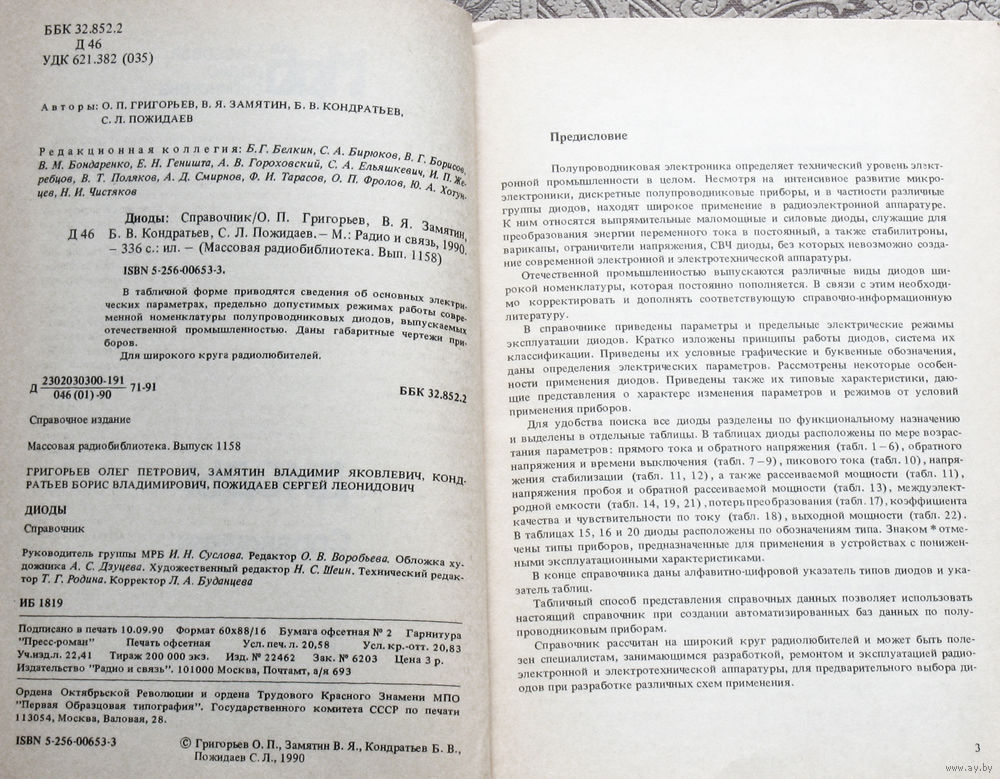 ББК 32.852.2
Д 46
УДК 621.382 (035)
Авторы: О. П. ГРИГОРЬЕВ, В. Я. ЗАМЯТИН, Б. В. КОНДРАТЬЕВ,
С. Л. ПОЖИДАЕВ
Редакционная коллегия: Б.Г. Белкин, С. А. Бирюков, В. Г. Борисов,
В. М. Бондаренко, Е. Н. Геништа, А. В. Гороховский, С. А. Ельяшкевич, И. П. Же-
ребцов, В. Т. Поляков, А. Д. Смирнов, Ф. И. Тарасов, О. П. Фролов, Ю. А. Хотун-
цев, Н. И. Чистяков
Диоды: Справочник/О. П. Григорьев, В. Я. Замятин,
Д 46 Б. В. Кондратьев, С. Л. Пожидаев. – М.: Радио и связь, 1990.
– 336 с.: ил. – (Массовая радиобиблиотека. Вып. 1158)
ISBN 5-256-00653-3.
В табличной форме приводятся сведения об основных электри-
ческих параметрах, предельно допустимых режимах работы совре-
менной номенклатуры полупроводниковых диодов, выпускаемых
отечественной промышленностью. Даны габаритные чертежи при-
боров.
Для широкого круга радиолюбителей.
Д 2302030300-191 71-91
046 (01) -90
ББК 32.852.2
Справочное издание
Массовая радиобиблиотека. Выпуск 1158
ГРИГОРЬЕВ ОЛЕГ ПЕТРОВИЧ, ЗАМЯТИН ВЛАДИМИР ЯКОВЛЕВИЧ, КОНД-
РАТЬЕВ БОРИС ВЛАДИМИРОВИЧ, ПОЖИДАЕВ СЕРГЕЙ ЛЕОНИДОВИЧ
ДИОДЫ
Справочник
Руководитель группы МРБ И. Н. Суслова. Редактор О. В. Воробьева. Обложка ху-
дожника А. С. Дзуцева. Художественный редактор Н. С. Шеин. Технический редак-
тор Т. Г. Родина. Корректор Л. А. Буданцева
ИБ 1819
Подписано в печать 10.09.90 Формат 60х88/16 Бумага офсетная № 2 Гарнитура
"Пресс-роман" Печать офсетная Усл. печ. л. 20,58 Усл. кр.-отт. 20,83
Уч.изд.л. 22,41 Тираж 200 000 экз. Изд. № 22462 Зак. № 6203 Цена 3 р.
Издательство "Радио и связь". 101000 Москва, Почтамт, а/я 693
Ордена Октябрьской Революции и ордена Трудового Красного Знамени МПО
"Первая Образцовая типография". Государственного комитета СССР по печати
113054, Москва, Валовая, 28.
ISBN 5-256-00653-3
© Григорьев О. П., Замятин В. Я., Кондратьев Б. В.,
Пожидаев С. Л., 1990
Предисловие
Полупроводниковая электроника определяет технический уровень элект-
ронной промышленности в целом. Несмотря на интенсивное развитие микро-
электроники, дискретные полупроводниковые приборы, и в частности различные
группы диодов, находят широкое применение в радиоэлектронной аппаратуре.
К ним относятся выпрямительные маломощные и силовые диоды, служащие для
преобразования энергии переменного тока в постоянный, а также стабилитроны,
варикапы, ограничители напряжения, СВЧ диоды, без которых невозможно созда-
ние современной электронной и электротехнической аппаратуры.
Отечественной промышленностью выпускаются различные виды диодов ши-
рокой номенклатуры, которая постоянно пополняется. В связи с этим необходи-
мо корректировать и дополнять соответствующую справочно-информационную
литературу.
В справочнике приведены параметры и предельные электрические режимы
эксплуатации диодов. Кратко изложены принципы работы диодов, система их
классификации. Приведены их условные графические и буквенные обозначения,
даны определения электрических параметров. Рассмотрены некоторые особен-
ности применения диодов. Приведены также их типовые характеристики, даю-
щие представления о характере изменения параметров и режимов от условий
применения приборов.
Для удобства поиска все диоды разделены по функциональному назначению
и выделены в отдельные таблицы. В таблицах диоды расположены по мере возрас-
тания параметров: прямого тока и обратного напряжения (табл. 1–6), обратного
напряжения и времени выключения (табл. 7–9), пикового тока (табл. 10), напря-
жения стабилизации (табл. 11, 12), а также рассеиваемой мощности (табл. 11),
напряжения пробоя и обратной рассеиваемой мощности (табл. 13), междуэлект-
родной емкости (табл. 14, 19, 21), потерь преобразования (табл. 17), коэффициента
качества и чувствительности по току (табл. 18), выходной мощности (табл. 22).
В таблицах 15, 16 и 20 диоды расположены по обозначениям типа. Знаком * отме-
чены типы приборов, предназначенные для применения в устройствах с понижен-
ными эксплуатационными характеристиками.
В конце справочника даны алфавитно-цифровой указатель типов диодов и ука-
затель таблиц.
Табличный способ представления справочных данных позволяет использовать
настоящий справочник при создании автоматизированных баз данных по полу-
проводниковым приборам.
Справочник рассчитан на широкий круг радиолюбителей и может быть поле-
зен специалистам, занимающимся разработкой, ремонтом и эксплуатацией радио-
электронной и электротехнической аппаратуры, для предварительного выбора ди-
одов при разработке различных схем применения.
3
www.ay.by